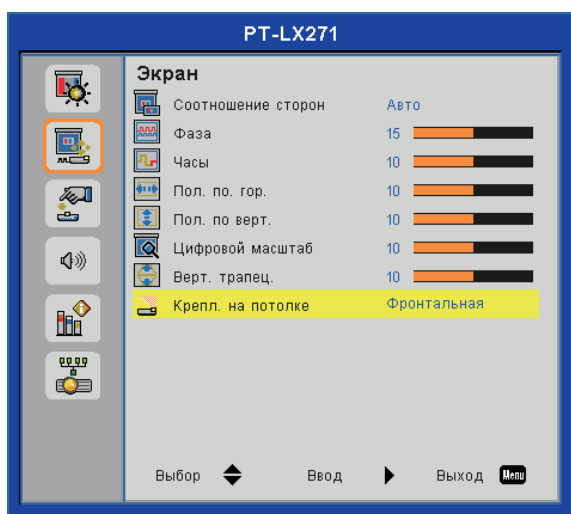 PT-LX271
Экран
Соотношение сторон Авто
Фаза 15
Часы 10
Пол. по. гор. 10
Пол. по верт. 10
Цифровой масштаб 10
Верт. трапец. 10
Крепл. на потолке Фронтальная
Выбор Ввод Выход Menu